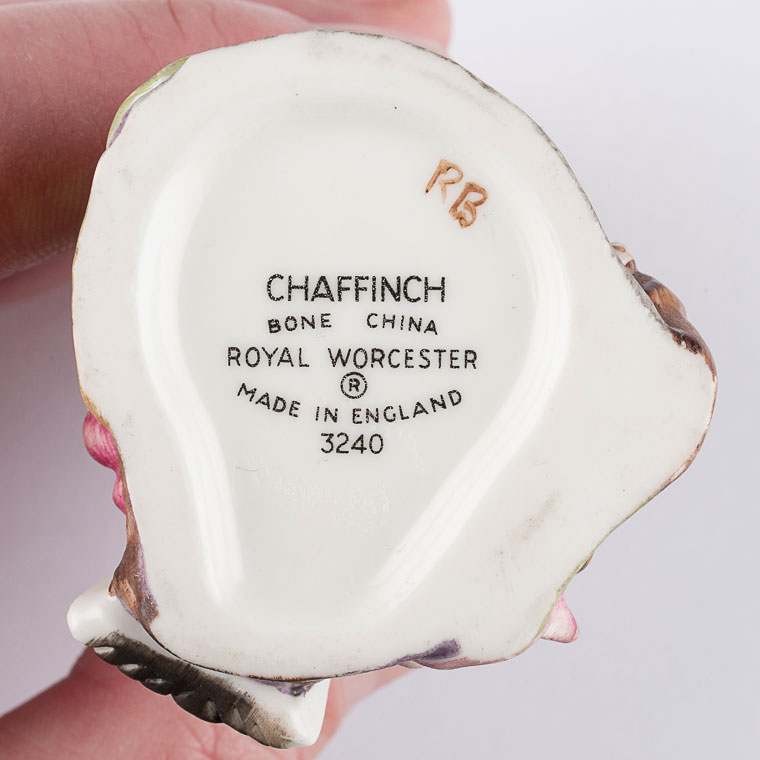 RB
CHAFFINCH
BONE CHINA
ROYAL WORCESTER
®
MADE IN ENGLAND
3240